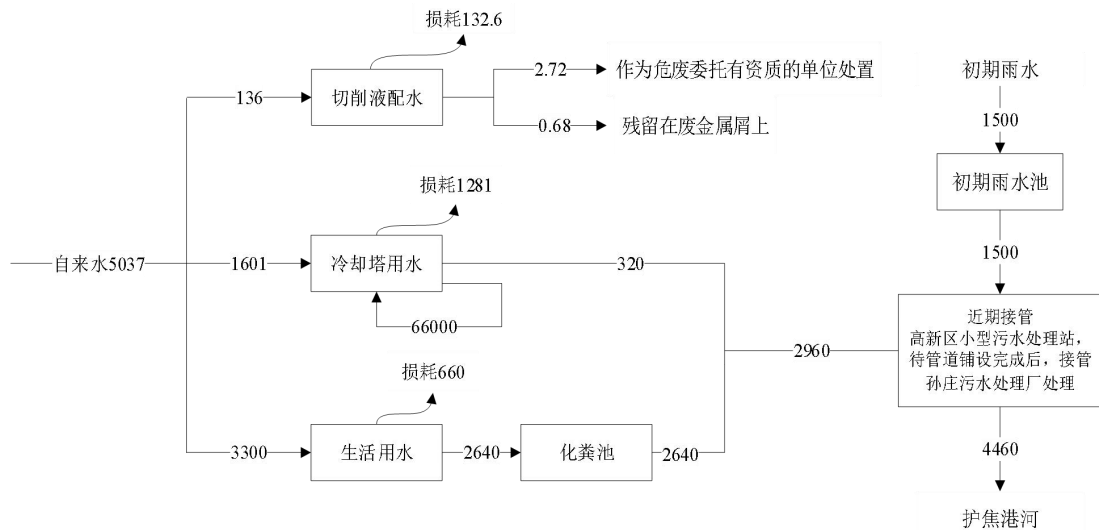 损耗132.6
136
切削液配水
2.72
作为危废委托有资质的单位处置
0.68
残留在废金属屑上
损耗1281
自来水5037
1601
冷却塔用水
320
66000
损耗660
3300
生活用水
2640
化粪池
2640
2960
初期雨水
1500
初期雨水池
1500
近期接管
高新区小型污水处理站，
待管道铺设完成后，接管
孙庄污水处理厂处理
4460
护焦港河